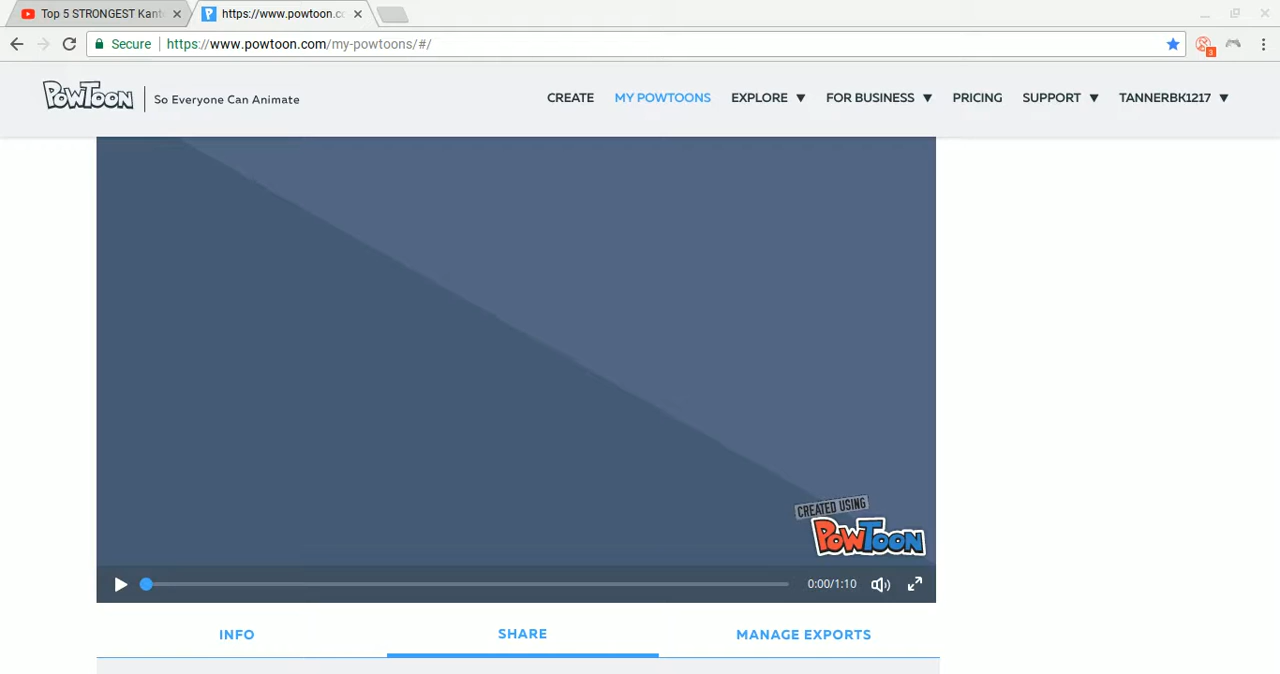 Top 5 STRONGEST Kant
https://www.powtoon.co
Secure
https://www.powtoon.com/my-powtoons/#/
3
POWTOON
So Everyone Can Animate
CREATE MY POWTOONS EXPLORE FOR BUSINESS PRICING SUPPORT TANNERBK1217
CREATED USING
POWTOON
0:00/1:10
INFO SHARE MANAGE EXPORTS